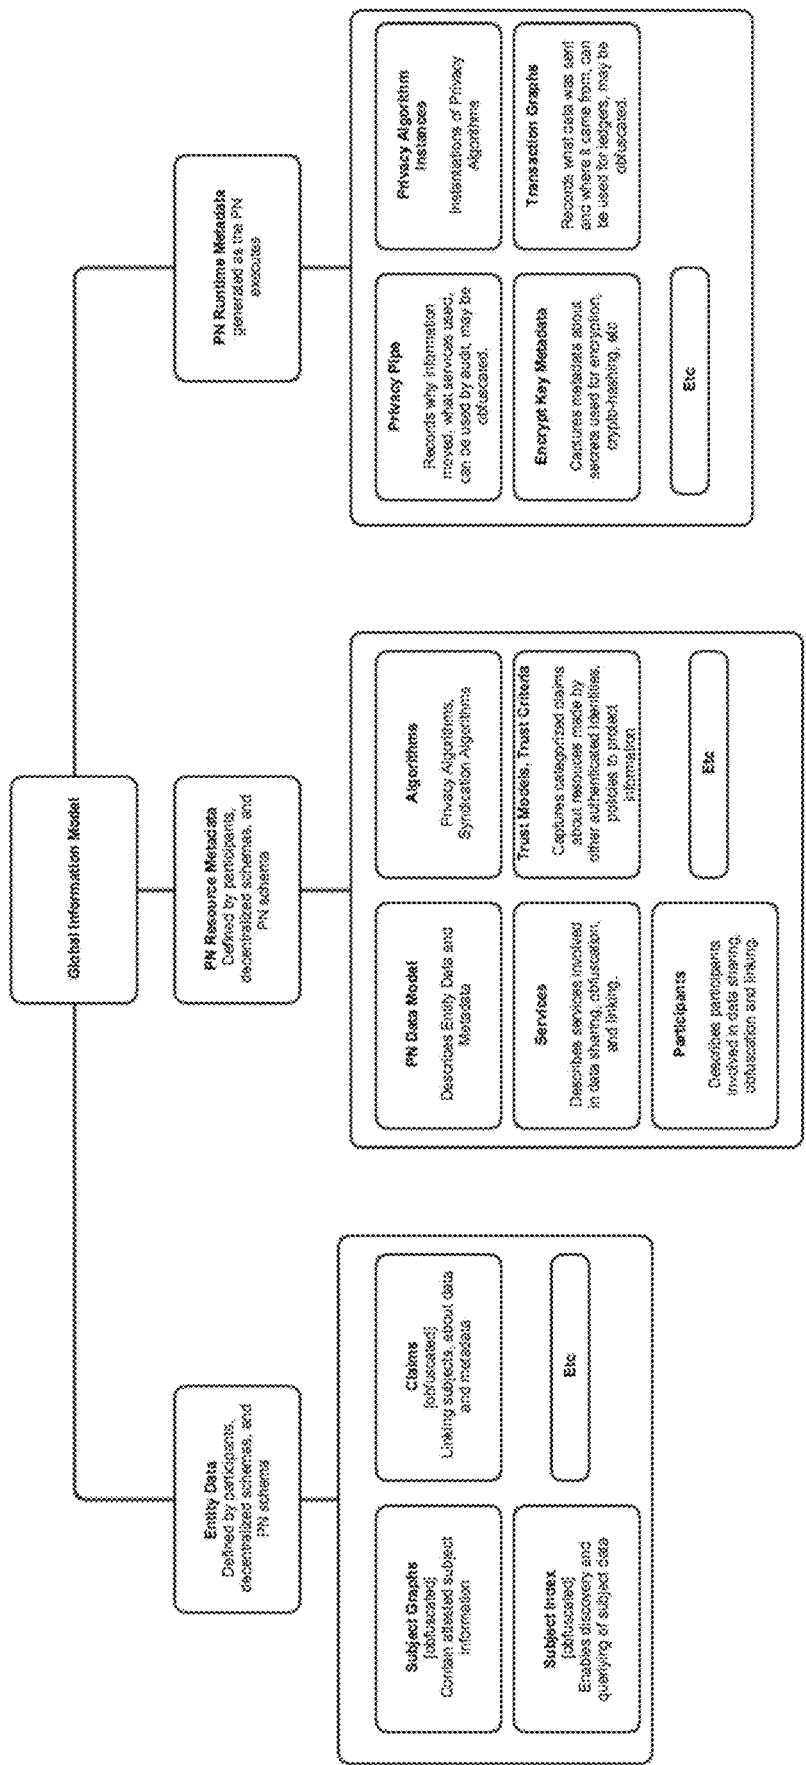 Global Information Model
Entity Data
Defined by participants,
decentralized schemas, and
PN schema
Subject Graphs
[obfuscated]
Contain attested subject
information
Claims
[obfuscated]
Linking subjects, about data
and metadata
Subject Index
[obfuscated]
Enables discovery and
querying of subject data
Etc
PN Resource Metadata
Defined by participants,
decentralized schemas, and
PN schema
PN Data Model
Describes Entity Data and
Metadata
Algorithms
Privacy Algorithms,
Syndication Algorithms
Services
Describes services involved
in data sharing, obfuscation,
and linking.
Trust Models, Trust Criteria
Captures categorized claims
about resources made by
other authenticated identities,
policies to protect
information
Participants
Describes participants
involved in data sharing,
obfuscation and linking
Etc
PN Runtime Metadata
generated as the PN
executes
Privacy Pipe
Records why information
moved, what services used,
can be used by audit, may be
obfuscated.
Privacy Algorithm
Instances
Instantiations of Privacy
Algorithms
Encrypt Key Metadata
Captures metadata about
secrets used for encryption,
crypto-hashing, etc
Transaction Graphs
Records what data was sent
and where it came from, can
be used for ledgers, may be
obfuscated.
Etc